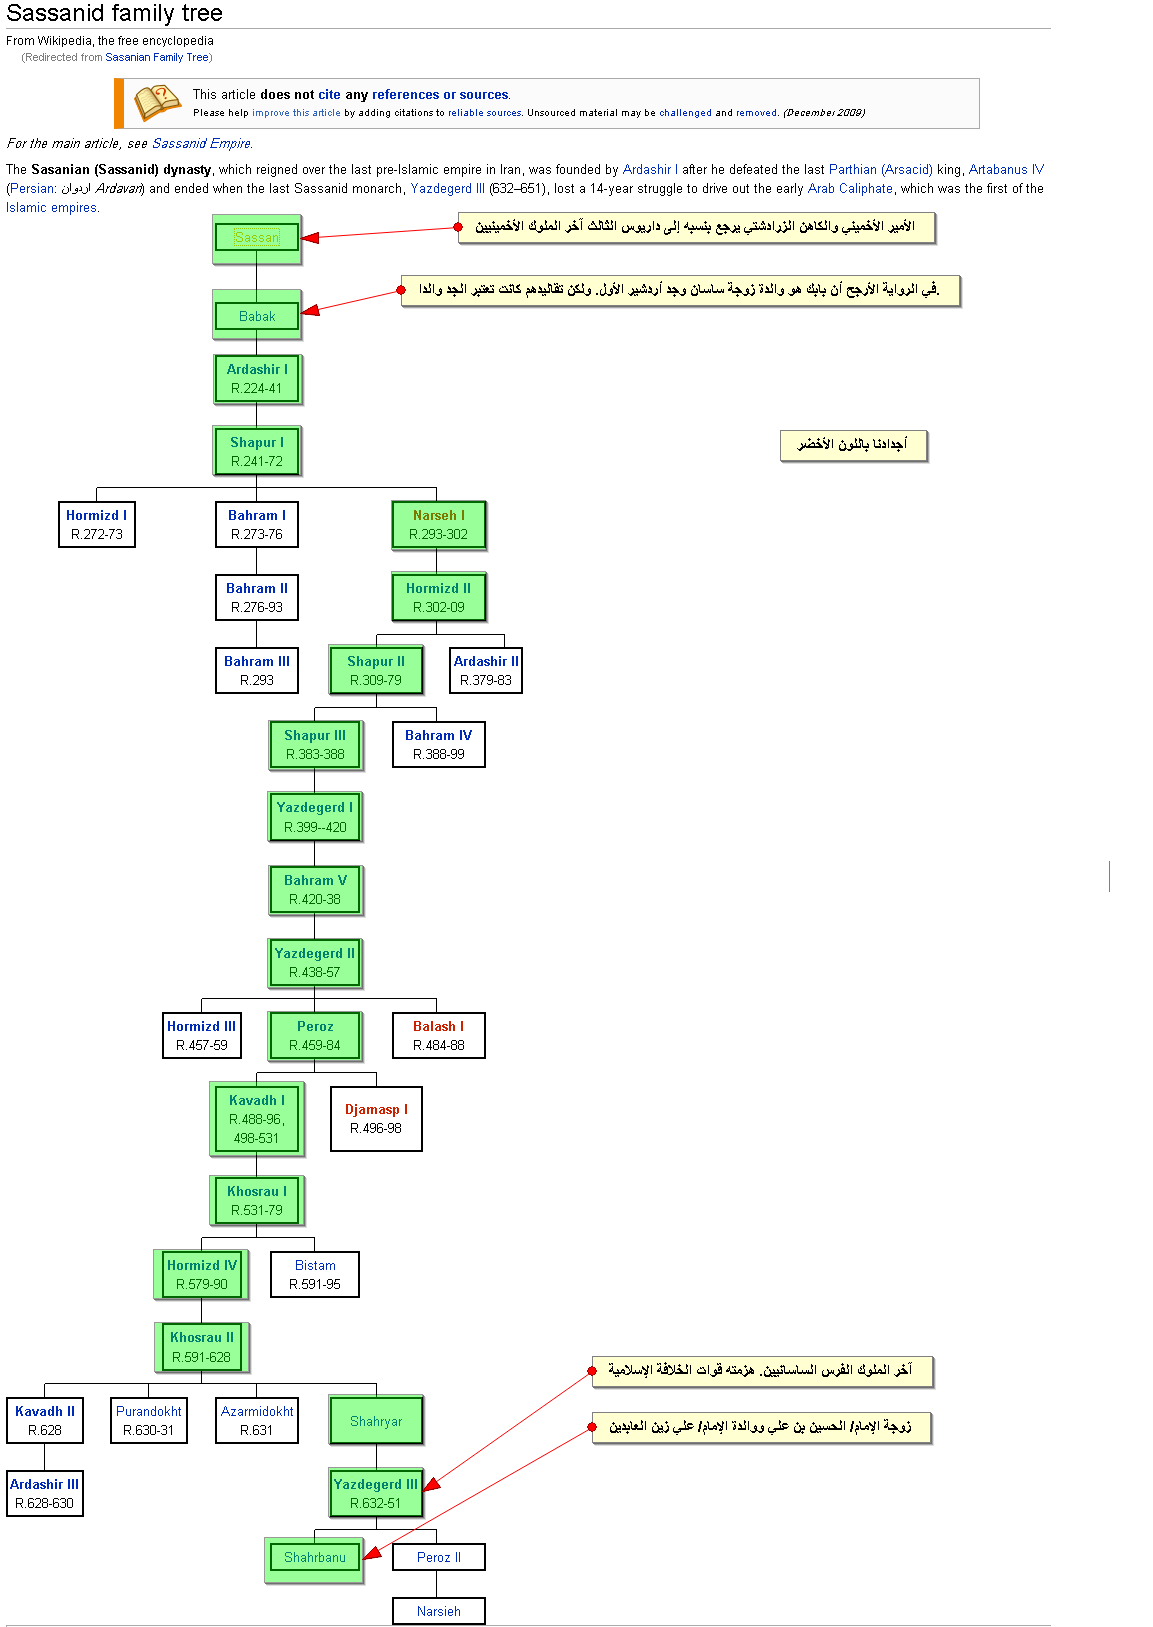 Sassanid family tree
From Wikipedia, the free encyclopedia
(Redirected from Sasanian Family Tree)
This article does not cite any references or sources.
Please help improve this article by adding citations to reliable sources. Unsourced material may be challenged and removed. (December 2009)
For the main article, see Sassanid Empire.
The Sasanian (Sassanid) dynasty, which reigned over the last pre-Islamic empire in Iran, was founded by Ardashir I after he defeated the last Parthian (Arsacid) king, Artabanus IV
(Persian: اردوان Ardavan) and ended when the last Sassanid monarch, Yazdegerd III (632–651), lost a 14-year struggle to drive out the early Arab Caliphate, which was the first of the
Islamic empires.
الأمير الأخميني والكاهن الزرادشتي يرجع بنسبه إلى داريوس الثالث آخر الملوك الأخمينيين
Sassan
في الرواية الأرجح أن بابك هو والدة زوجة ساسان وجد أردشير الأول. ولكن تقاليدهم كانت تعتبر الجد والدا.
Babak
Ardashir I
R.224-41
Shapur I
R.241-72
أجدادنا باللون الأخضر
Hormizd I
R.272-73
Bahram I
R.273-76
Narseh I
R.293-302
Bahram II
R.276-93
Hormizd II
R.302-09
Bahram III
R.293
Shapur II
R.309-79
Ardashir II
R.379-83
Shapur III
R.383-388
Bahram IV
R.388-99
Yazdegerd I
R.399--420
Bahram V
R.420-38
Yazdegerd II
R.438-57
Hormizd III
R.457-59
Peroz
R.459-84
Balash I
R.484-88
Kavadh I
R.488-96,
498-531
Djamasp I
R.496-98
Khosrau I
R.531-79
Hormizd IV
R.579-90
Bistam
R.591-95
Khosrau II
R.591-628
آخر الملوك الفرس الساسانيين. هزمته قوات الخلافة الإسلامية
Kavadh II
R.628
Purandokht
R.630-31
Azarmidokht
R.631
Shahryar
زوجة الإمام/ الحسين بن علي ووالدة الإمام/ علي زين العابدين
Ardashir III
R.628-630
Yazdegerd III
R.632-51
Shahrbanu
Peroz II
Narsieh